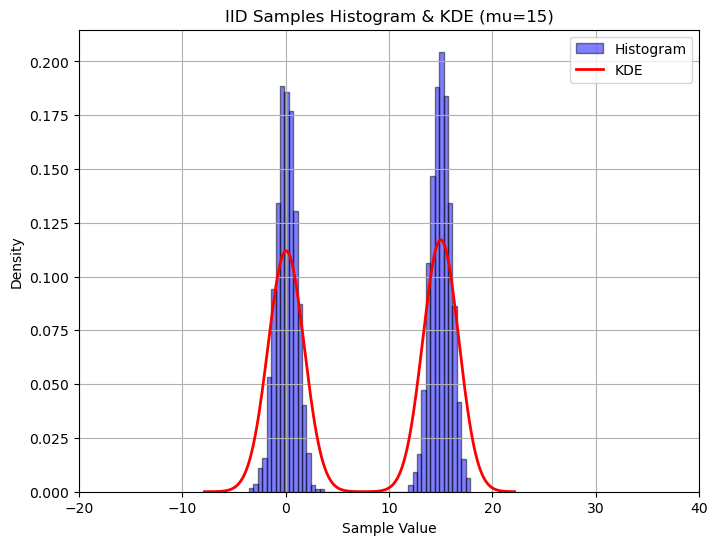 IID Samples Histogram & KDE (mu=15)
Histogram
KDE
Density
0.200
0.175
0.150
0.125
0.100
0.075
0.050
0.025
0.000
−20 −10 0 10 20 30 40
Sample Value